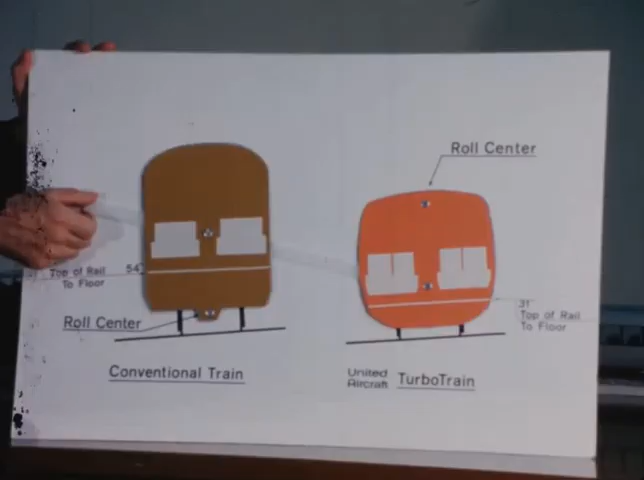 Roll Center
54
Top of Rail
To Floor
Roll Center
31
Top of Rail
To Floor
Conventional Train
United
Aircraft TurboTrain